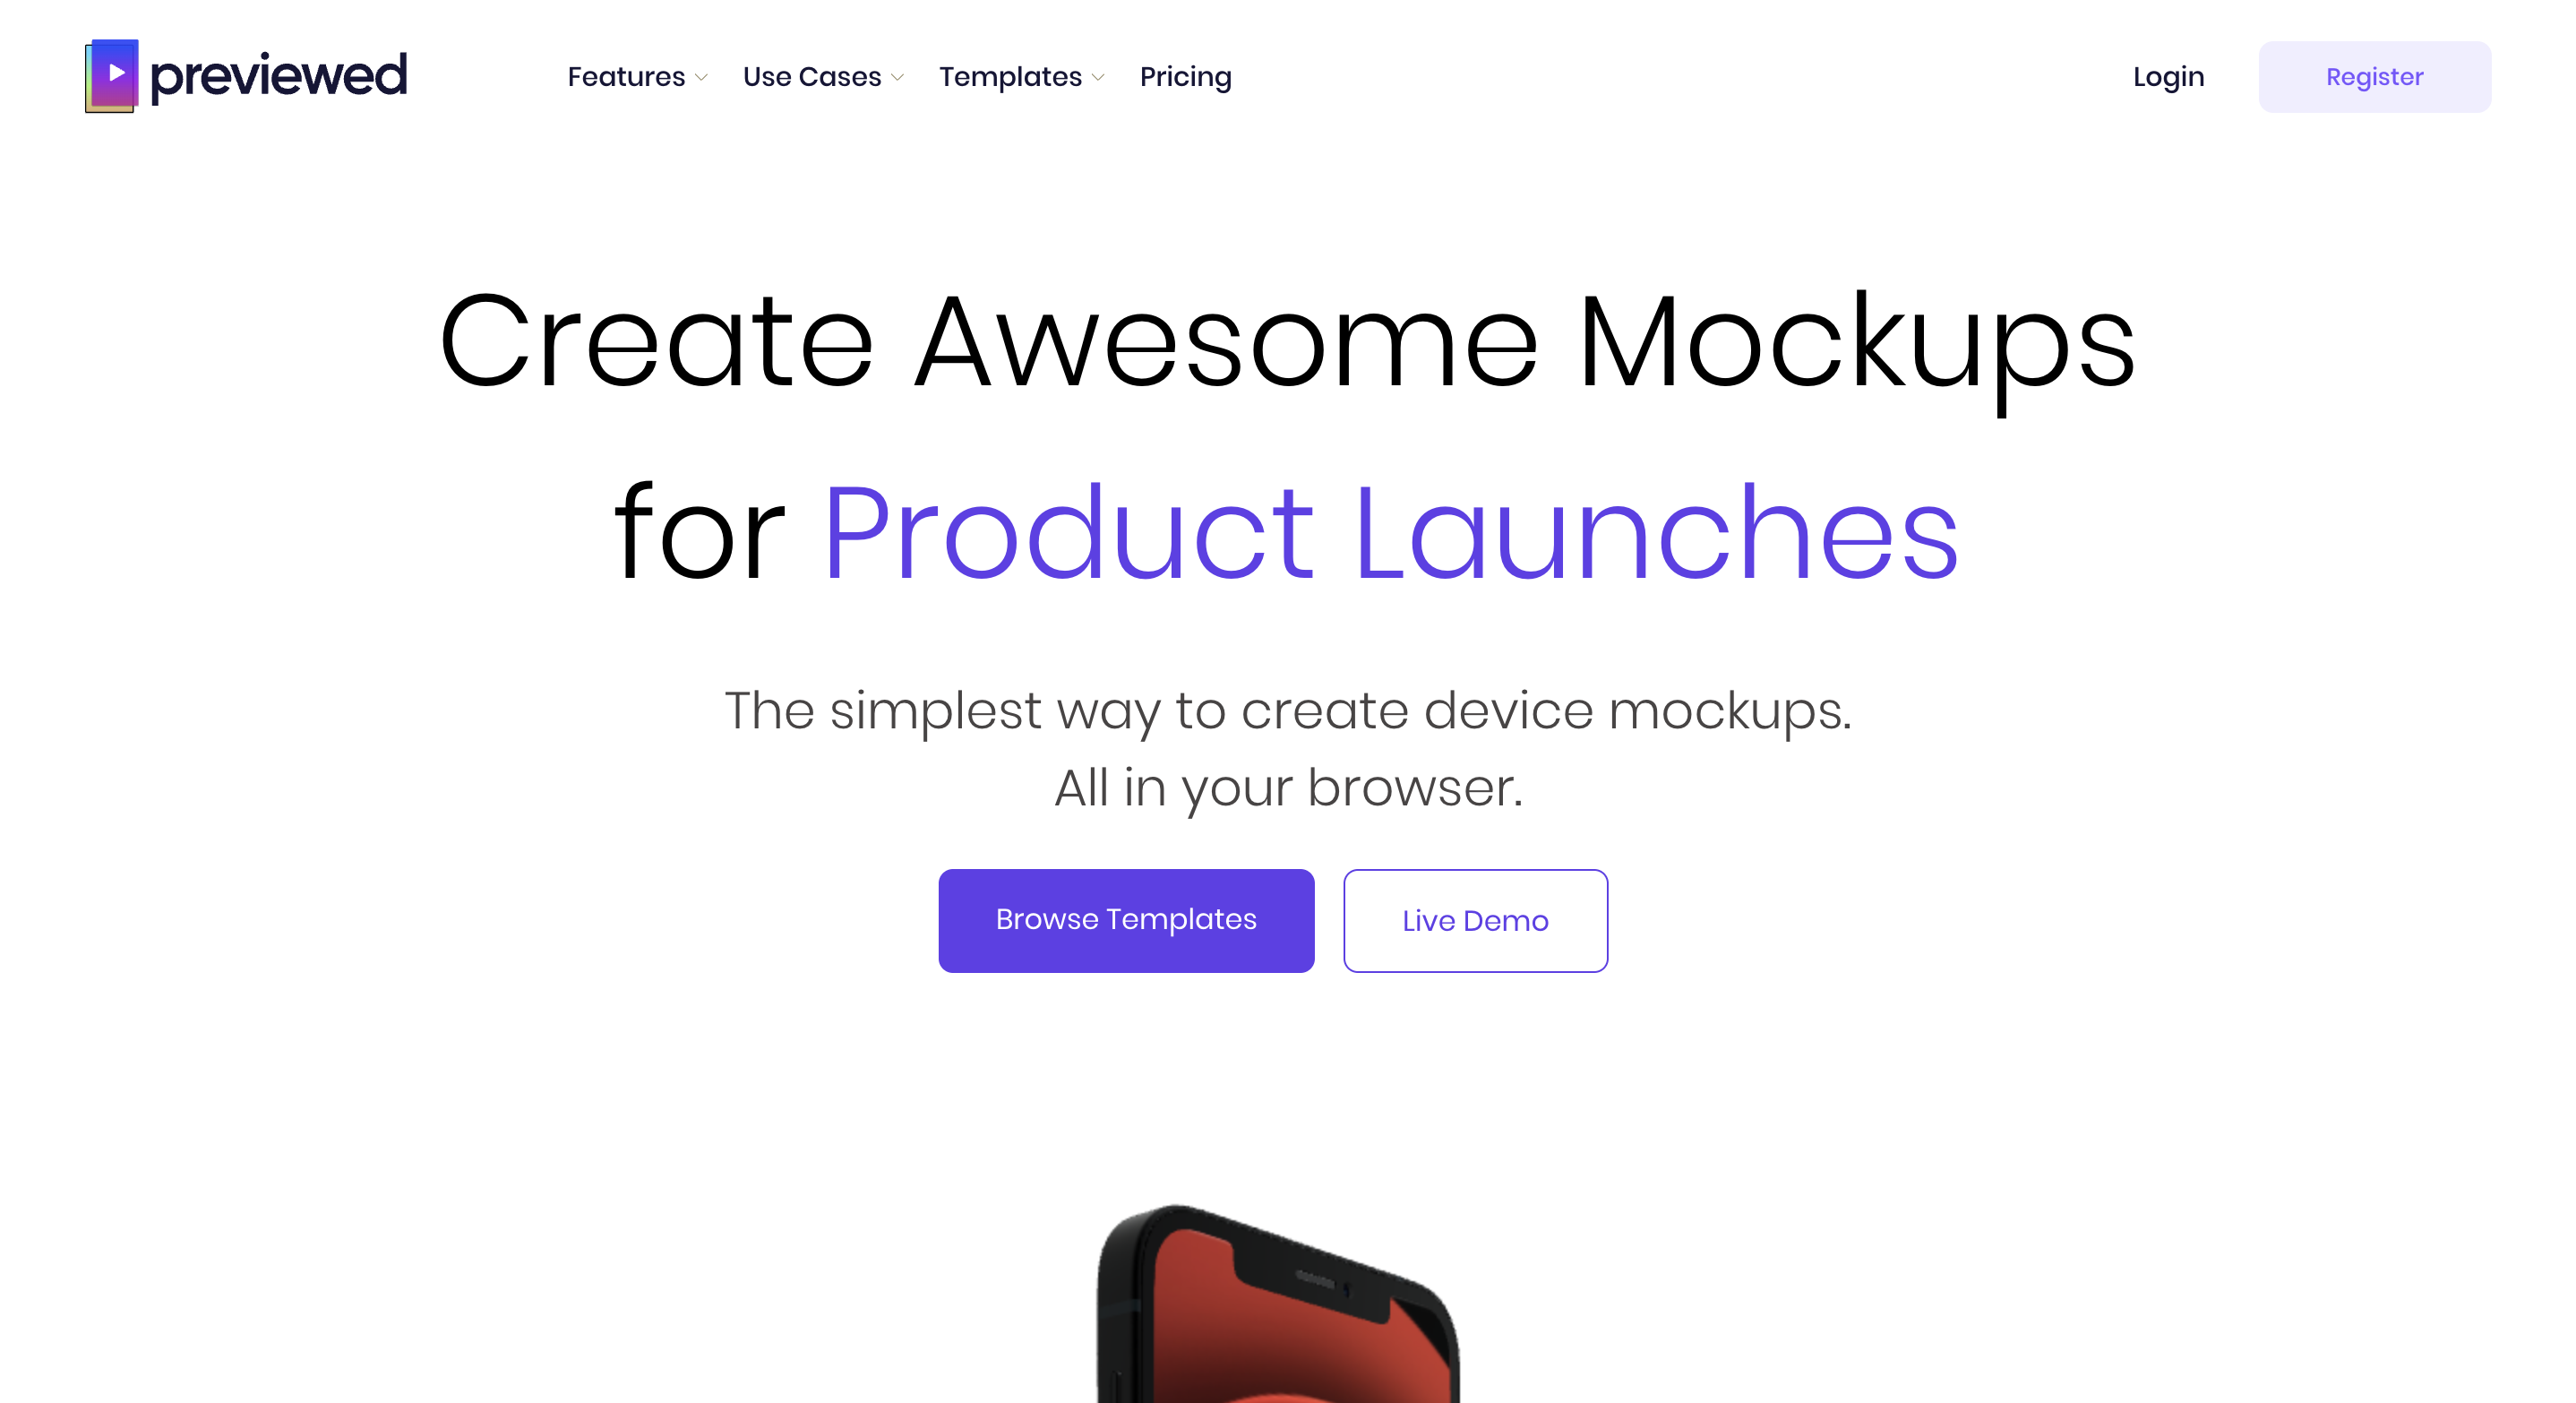 previewed
Features
Use Cases
Templates
Pricing
Login
Register
Create Awesome Mockups
for Product Launches
The simplest way to create device mockups.
All in your browser.
Browse Templates
Live Demo